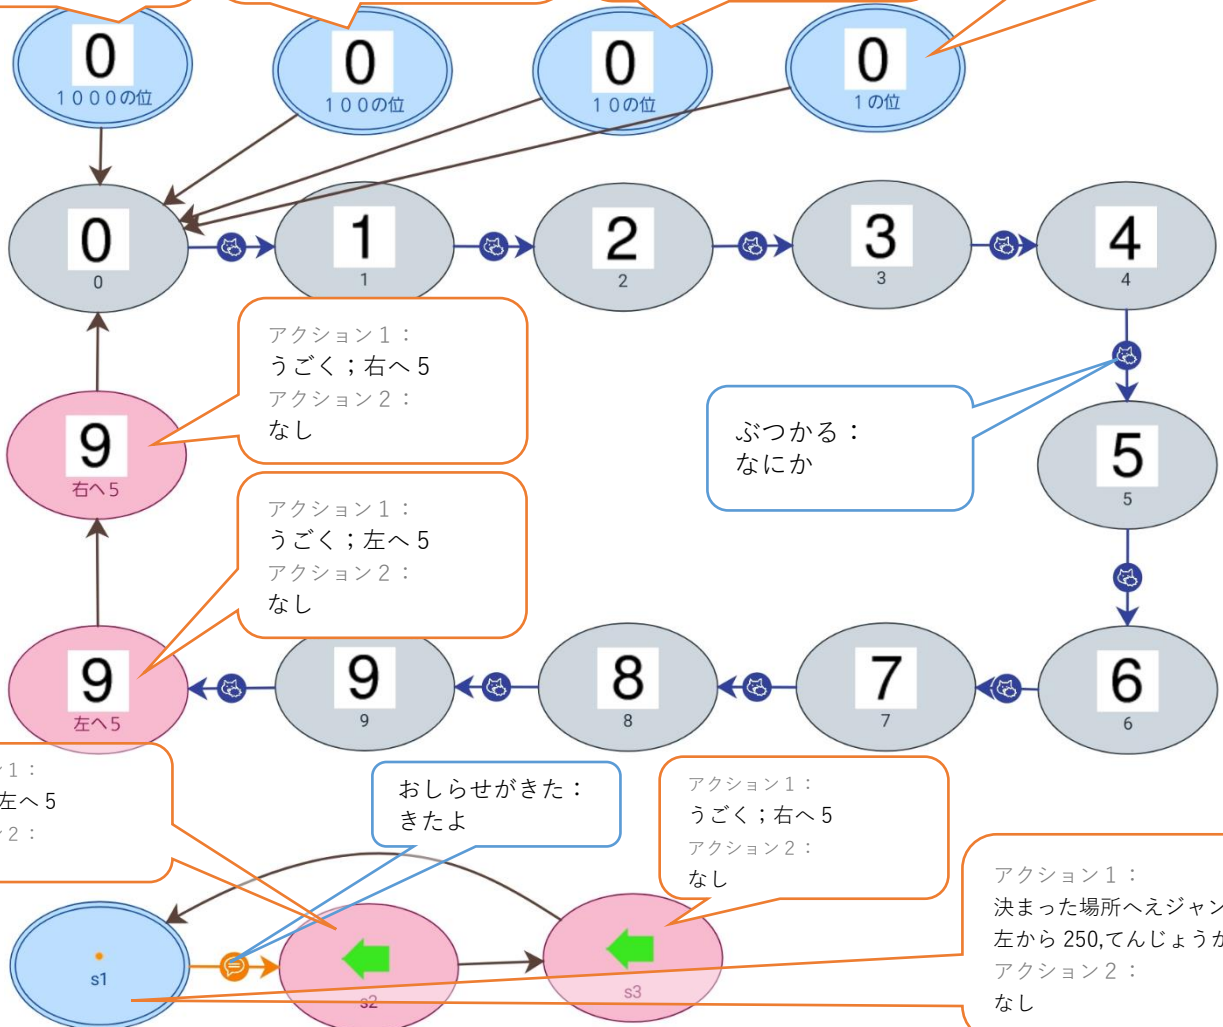 0
1000の位
0
100の位
0
10の位
0
1の位
0
0
1
1
2
2
3
3
4
4
アクション1：
うごく；右へ5
アクション2：
なし
9
右へ5
ぶつかる：
なにか
5
5
アクション1：
うごく；左へ5
アクション2：
なし
9
左へ5
9
9
8
8
7
7
6
6
1：
左へ5
2：
おしらせがきた：
きたよ
アクション1：
うごく；右へ5
アクション2：
なし
s1
s2
s3
アクション1：
決まった場所へえジャン
左から250,てんじょうか
アクション2：
なし